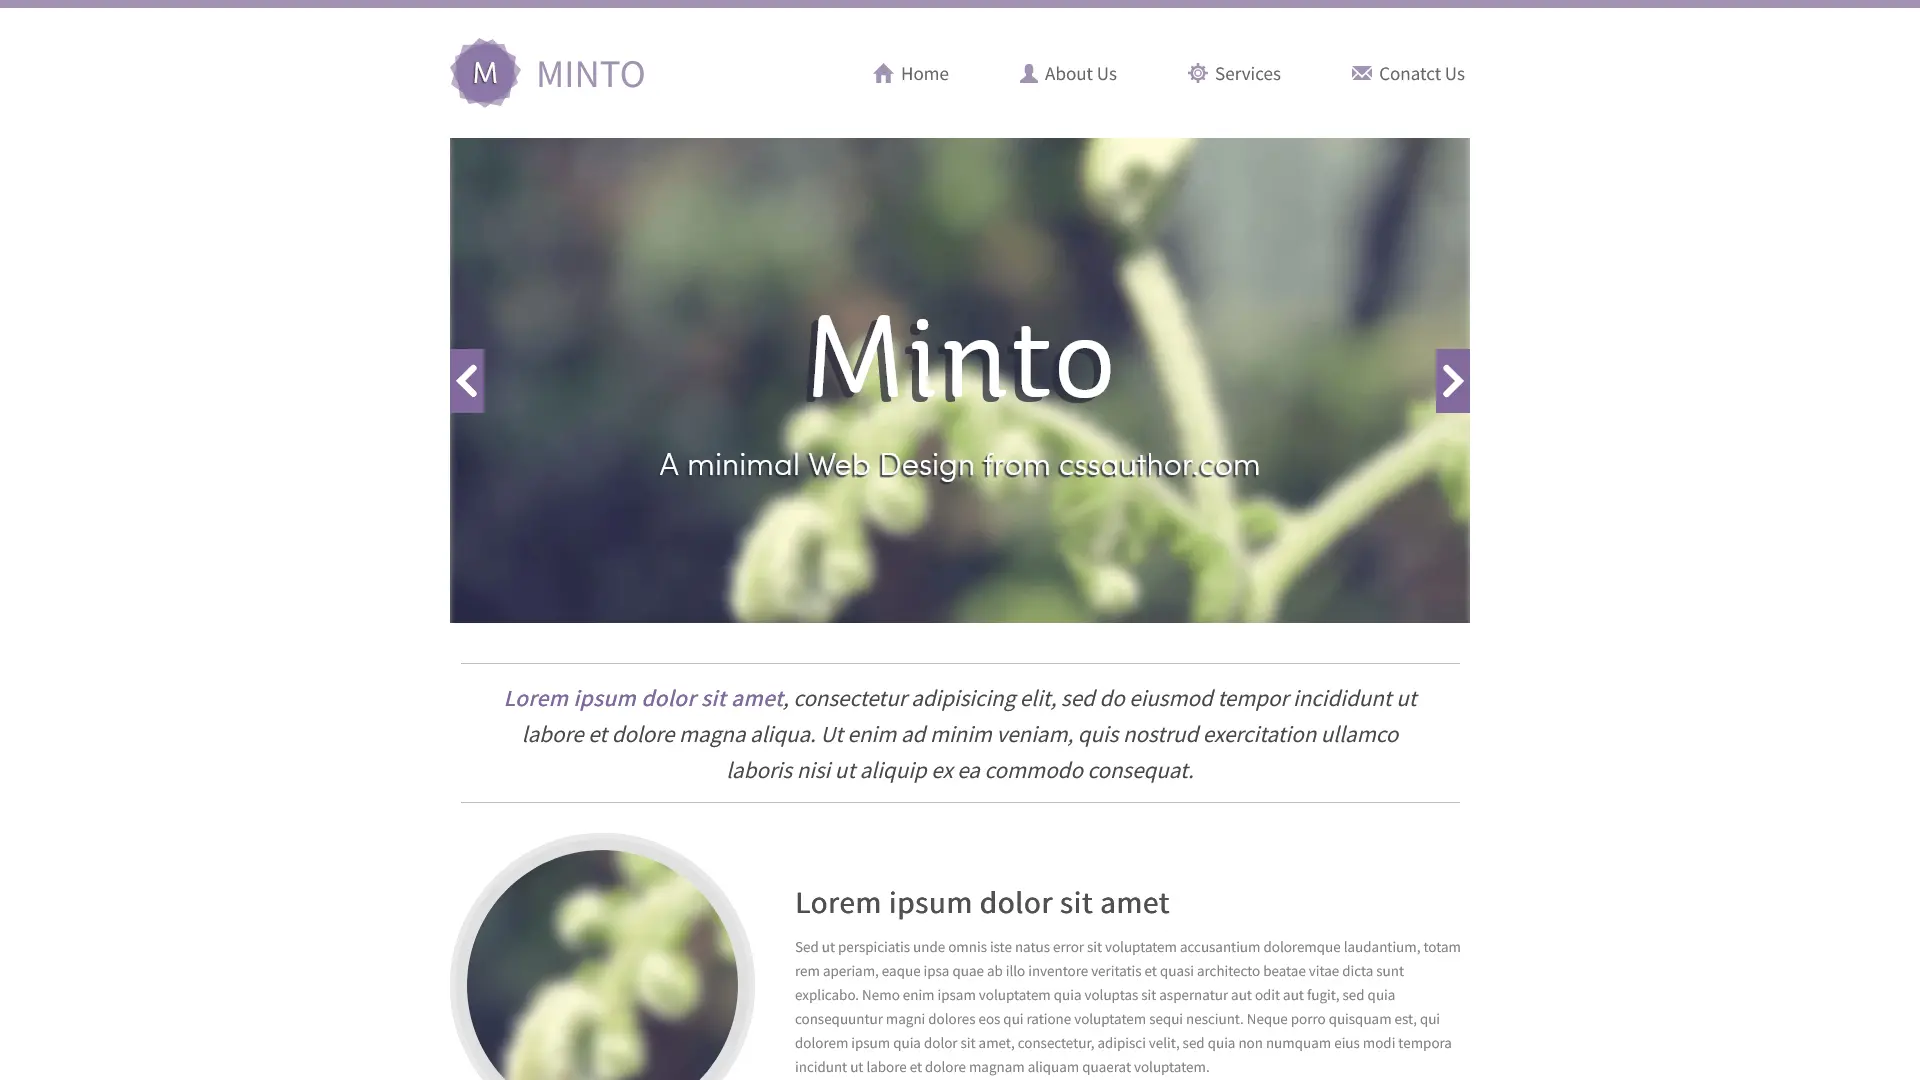 M MINTO
Home About Us Services Conatct Us
Minto
A minimal Web Design from cssauthor.com
Lorem ipsum dolor sit amet, consectetur adipisicing elit, sed do eiusmod tempor incididunt ut
labore et dolore magna aliqua. Ut enim ad minim veniam, quis nostrud exercitation ullamco
laboris nisi ut aliquip ex ea commodo consequat.
Lorem ipsum dolor sit amet
Sed ut perspiciatis unde omnis iste natus error sit voluptatem accusantium doloremque laudantium, totam
rem aperiam, eaque ipsa quae ab illo inventore veritatis et quasi architecto beatae vitae dicta sunt
explicabo. Nemo enim ipsam voluptatem quia voluptas sit aspernatur aut odit aut fugit, sed quia
consequuntur magni dolores eos qui ratione voluptatem sequi nesciunt. Neque porro quisquam est, qui
dolorem ipsum quia dolor sit amet, consectetur, adipisci velit, sed quia non numquam eius modi tempora
incidunt ut labore et dolore magnam aliquam quaerat voluptatem.